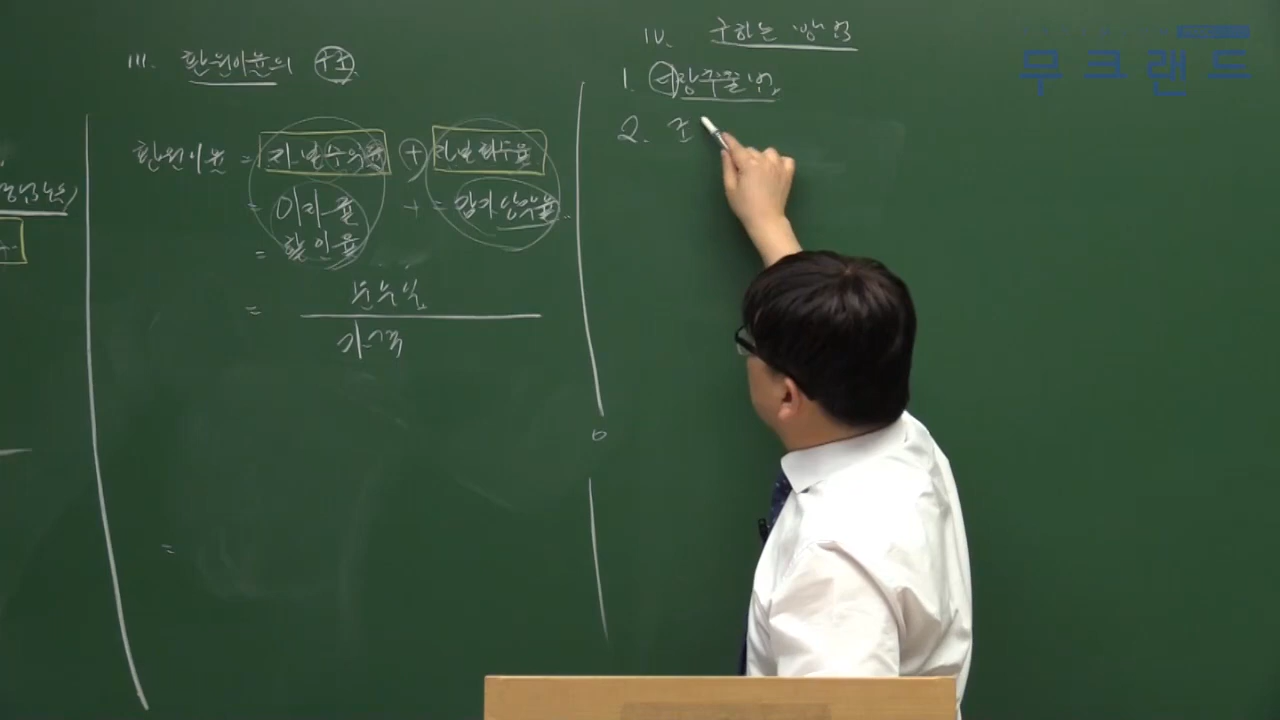 III. 환원이율의 구조
환원이율 = 자본수익율 + 자본회수율
= 이자율 + = 감가상각율
= 할인율
= 순수익
가격
=
IV. 구하는 방법
1. 시장추출법
2. 조
무크랜드